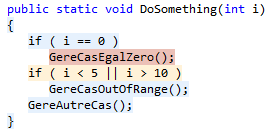 public static void DoSomething(int i)
{
    if ( i == 0 )
        GereCasEgalZero();
    if ( i < 5 || i > 10 )
        GereCasOutOfRange();
    GereAutreCas();
}